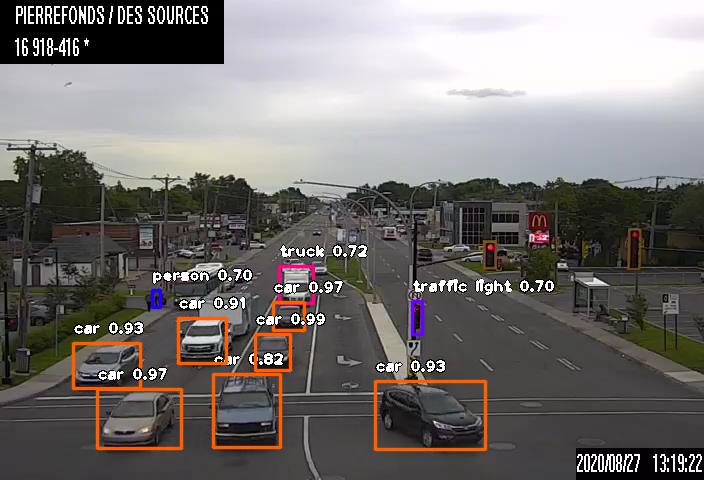 PIERREFONDS / DES SOURCES
16 918-416 *
truck 0.72
person 0.70
car 0.97
traffic light 0.70
car 0.91
car 0.99
car 0.93
car 0.82
car 0.97
car 0.93
2020/08/27 13:19:22